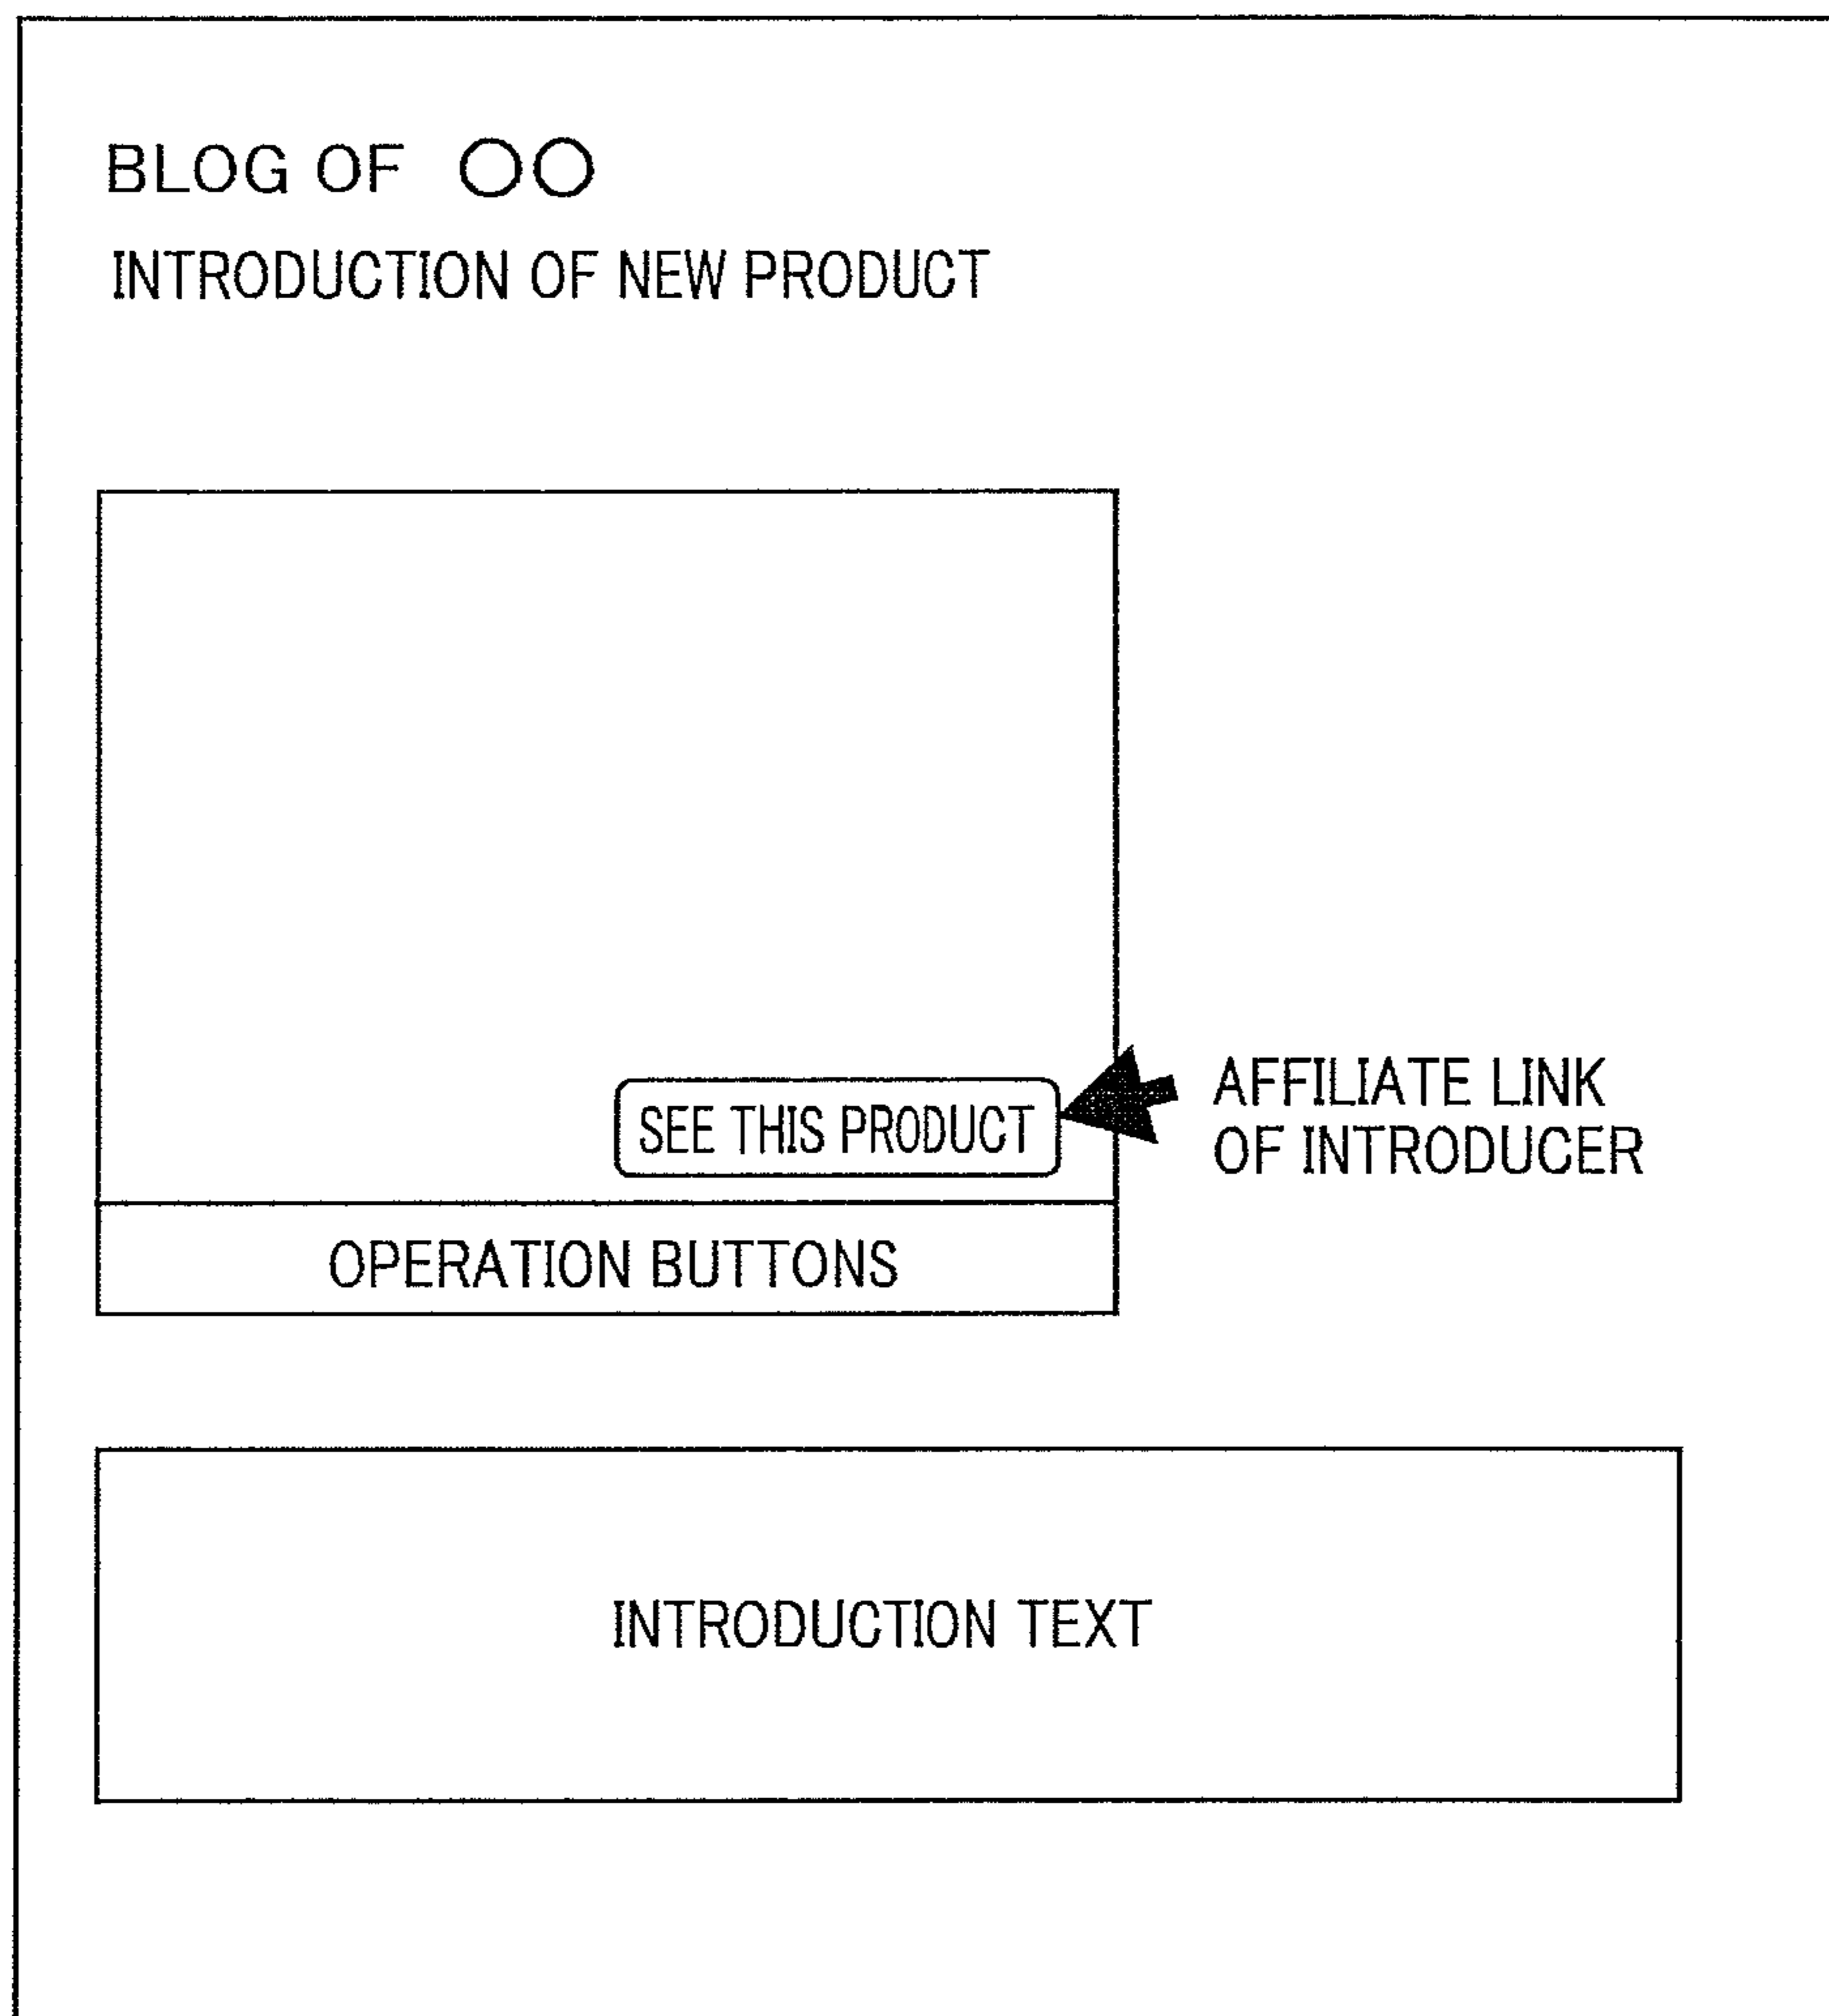 BLOG OF ○○
INTRODUCTION OF NEW PRODUCT
SEE THIS PRODUCT
AFFILIATE LINK
OF INTRODUCER
OPERATION BUTTONS
INTRODUCTION TEXT